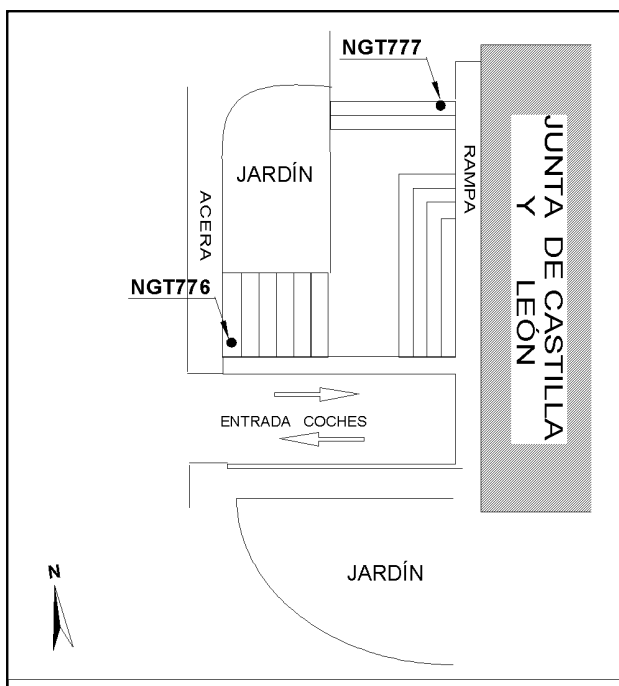 NGT777
JARDÍN
ACERA
RAMPA
JUNTA DE CASTILLA
Y LEÓN
NGT776
ENTRADA COCHES
JARDÍN
N